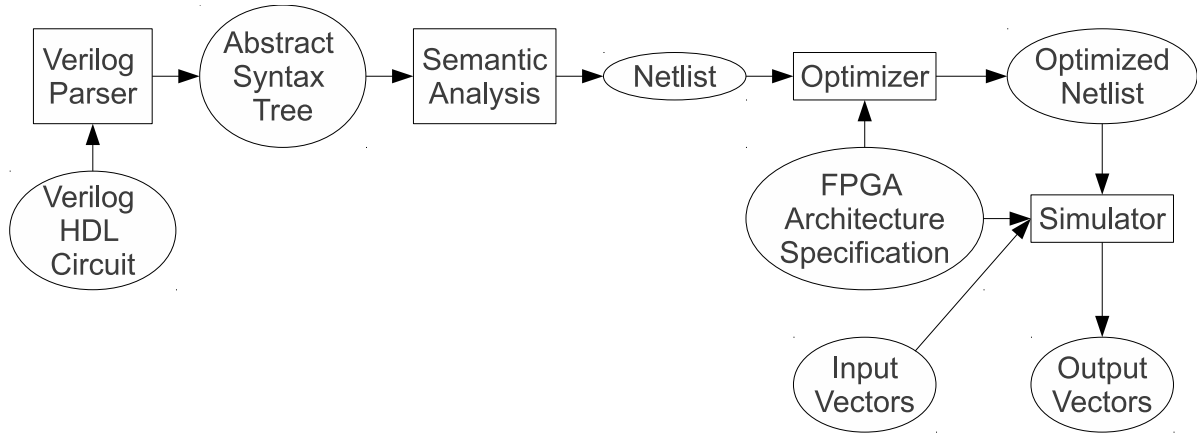 Verilog
Parser
Abstract
Syntax
Tree
Semantic
Analysis
Netlist
Optimizer
Optimized
Netlist
Verilog
HDL
Circuit
FPGA
Architecture
Specification
Simulator
Input
Vectors
Output
Vectors